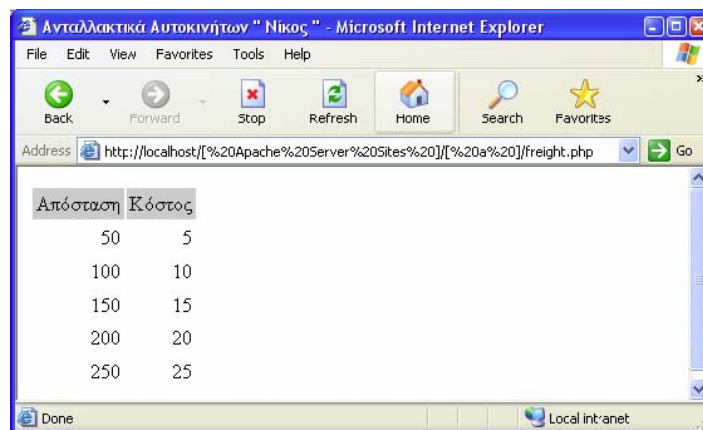 Ανταλλακτικά Αυτοκινήτων " Νίκος " - Microsoft Internet Explorer
File Edit View Favorites Tools Help
Back Forward Stop Refresh Home Search Favorites
Address http://localhost/[%20Apache%20Server%20Sites%20]/[%20a%20]/freight.php Go
Απόσταση Κόστος
50 5
100 10
150 15
200 20
250 25
Done Local intranet